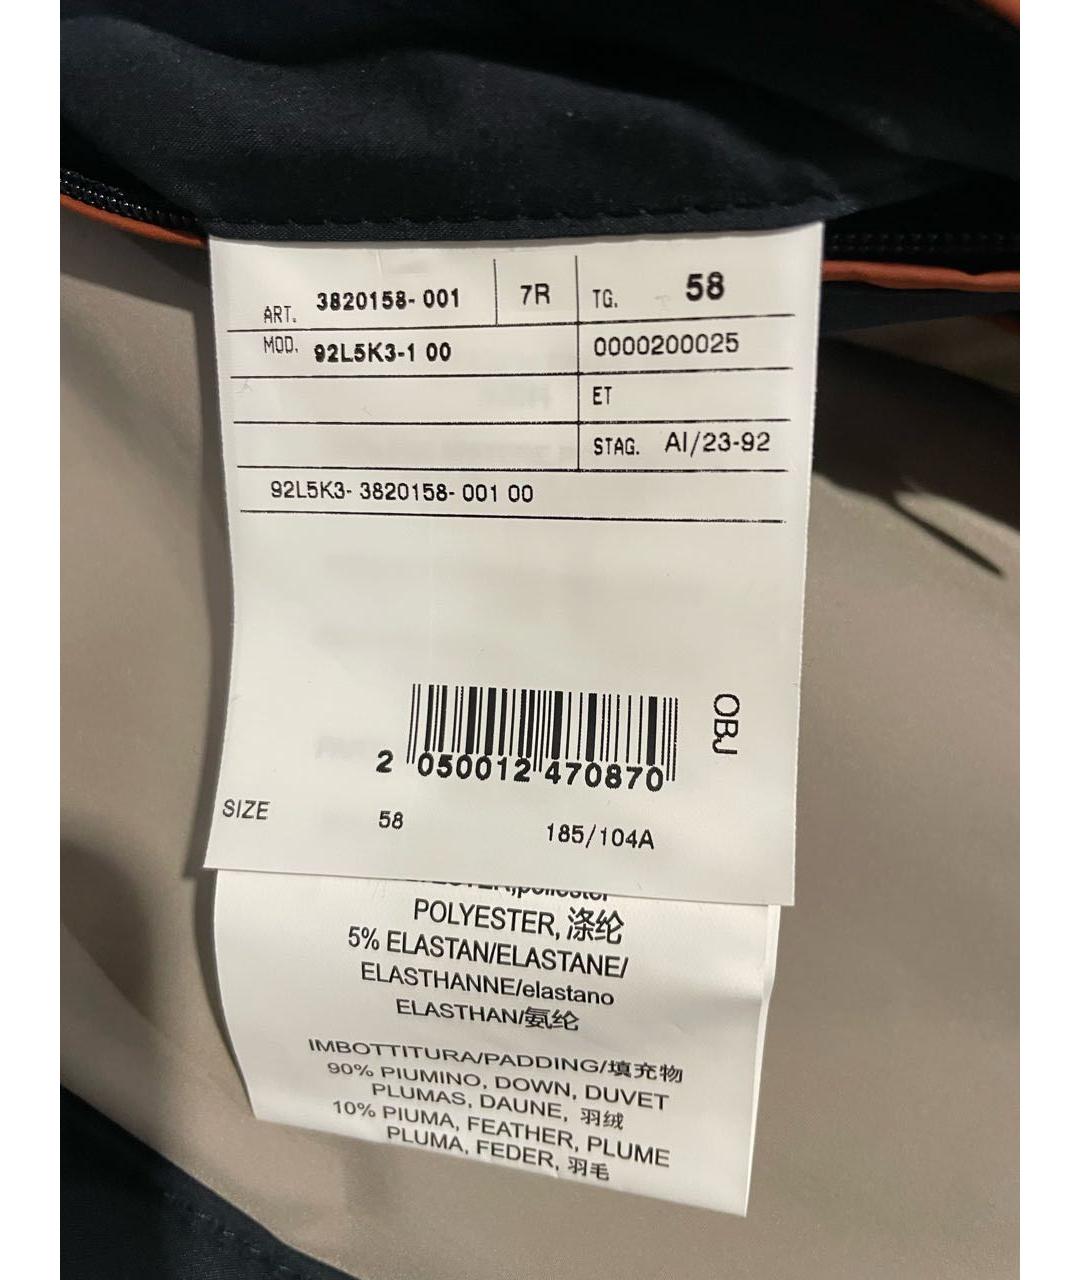 ART. 3820158- 001 7R TG. 58
MOD. 92L5K3-1 00 0000200025
ET
STAG. AI/23-92
92L5K3- 3820158- 001 00
OBJ
2 050012 470870
SIZE 58 185/104A
POLYESTER, 涤纶
5% ELASTAN/ELASTANE/
ELASTHANNE/elastano
ELASTHAN/氨纶
IMBOTTITURA/PADDING/填充物
90% PIUMINO, DOWN, DUVET
PLUMAS, DAUNE, 羽绒
10% PIUMA, FEATHER, PLUME
PLUMA, FEDER, 羽毛